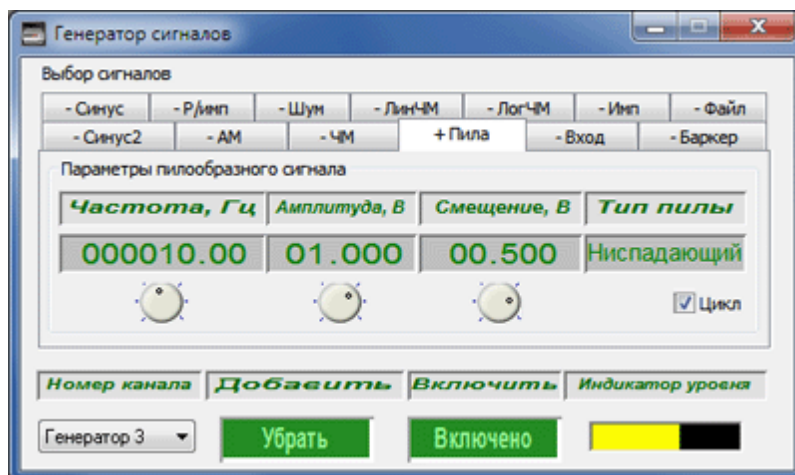 Генератор сигналов
Выбор сигналов
- Синус - Р/имп - Шум - ЛинЧМ - ЛогЧМ - Имп - Файл
- Синус2 - АМ - ЧМ + Пила - Вход - Баркер
Параметры пилообразного сигнала
Частота, Гц Амплитуда, В Смещение, В Тип пилы
000010.00 01.000 00.500 Ниспадающий
Цикл
Номер канала Добавить Включить Индикатор уровня
Генератор 3 Убрать Включено